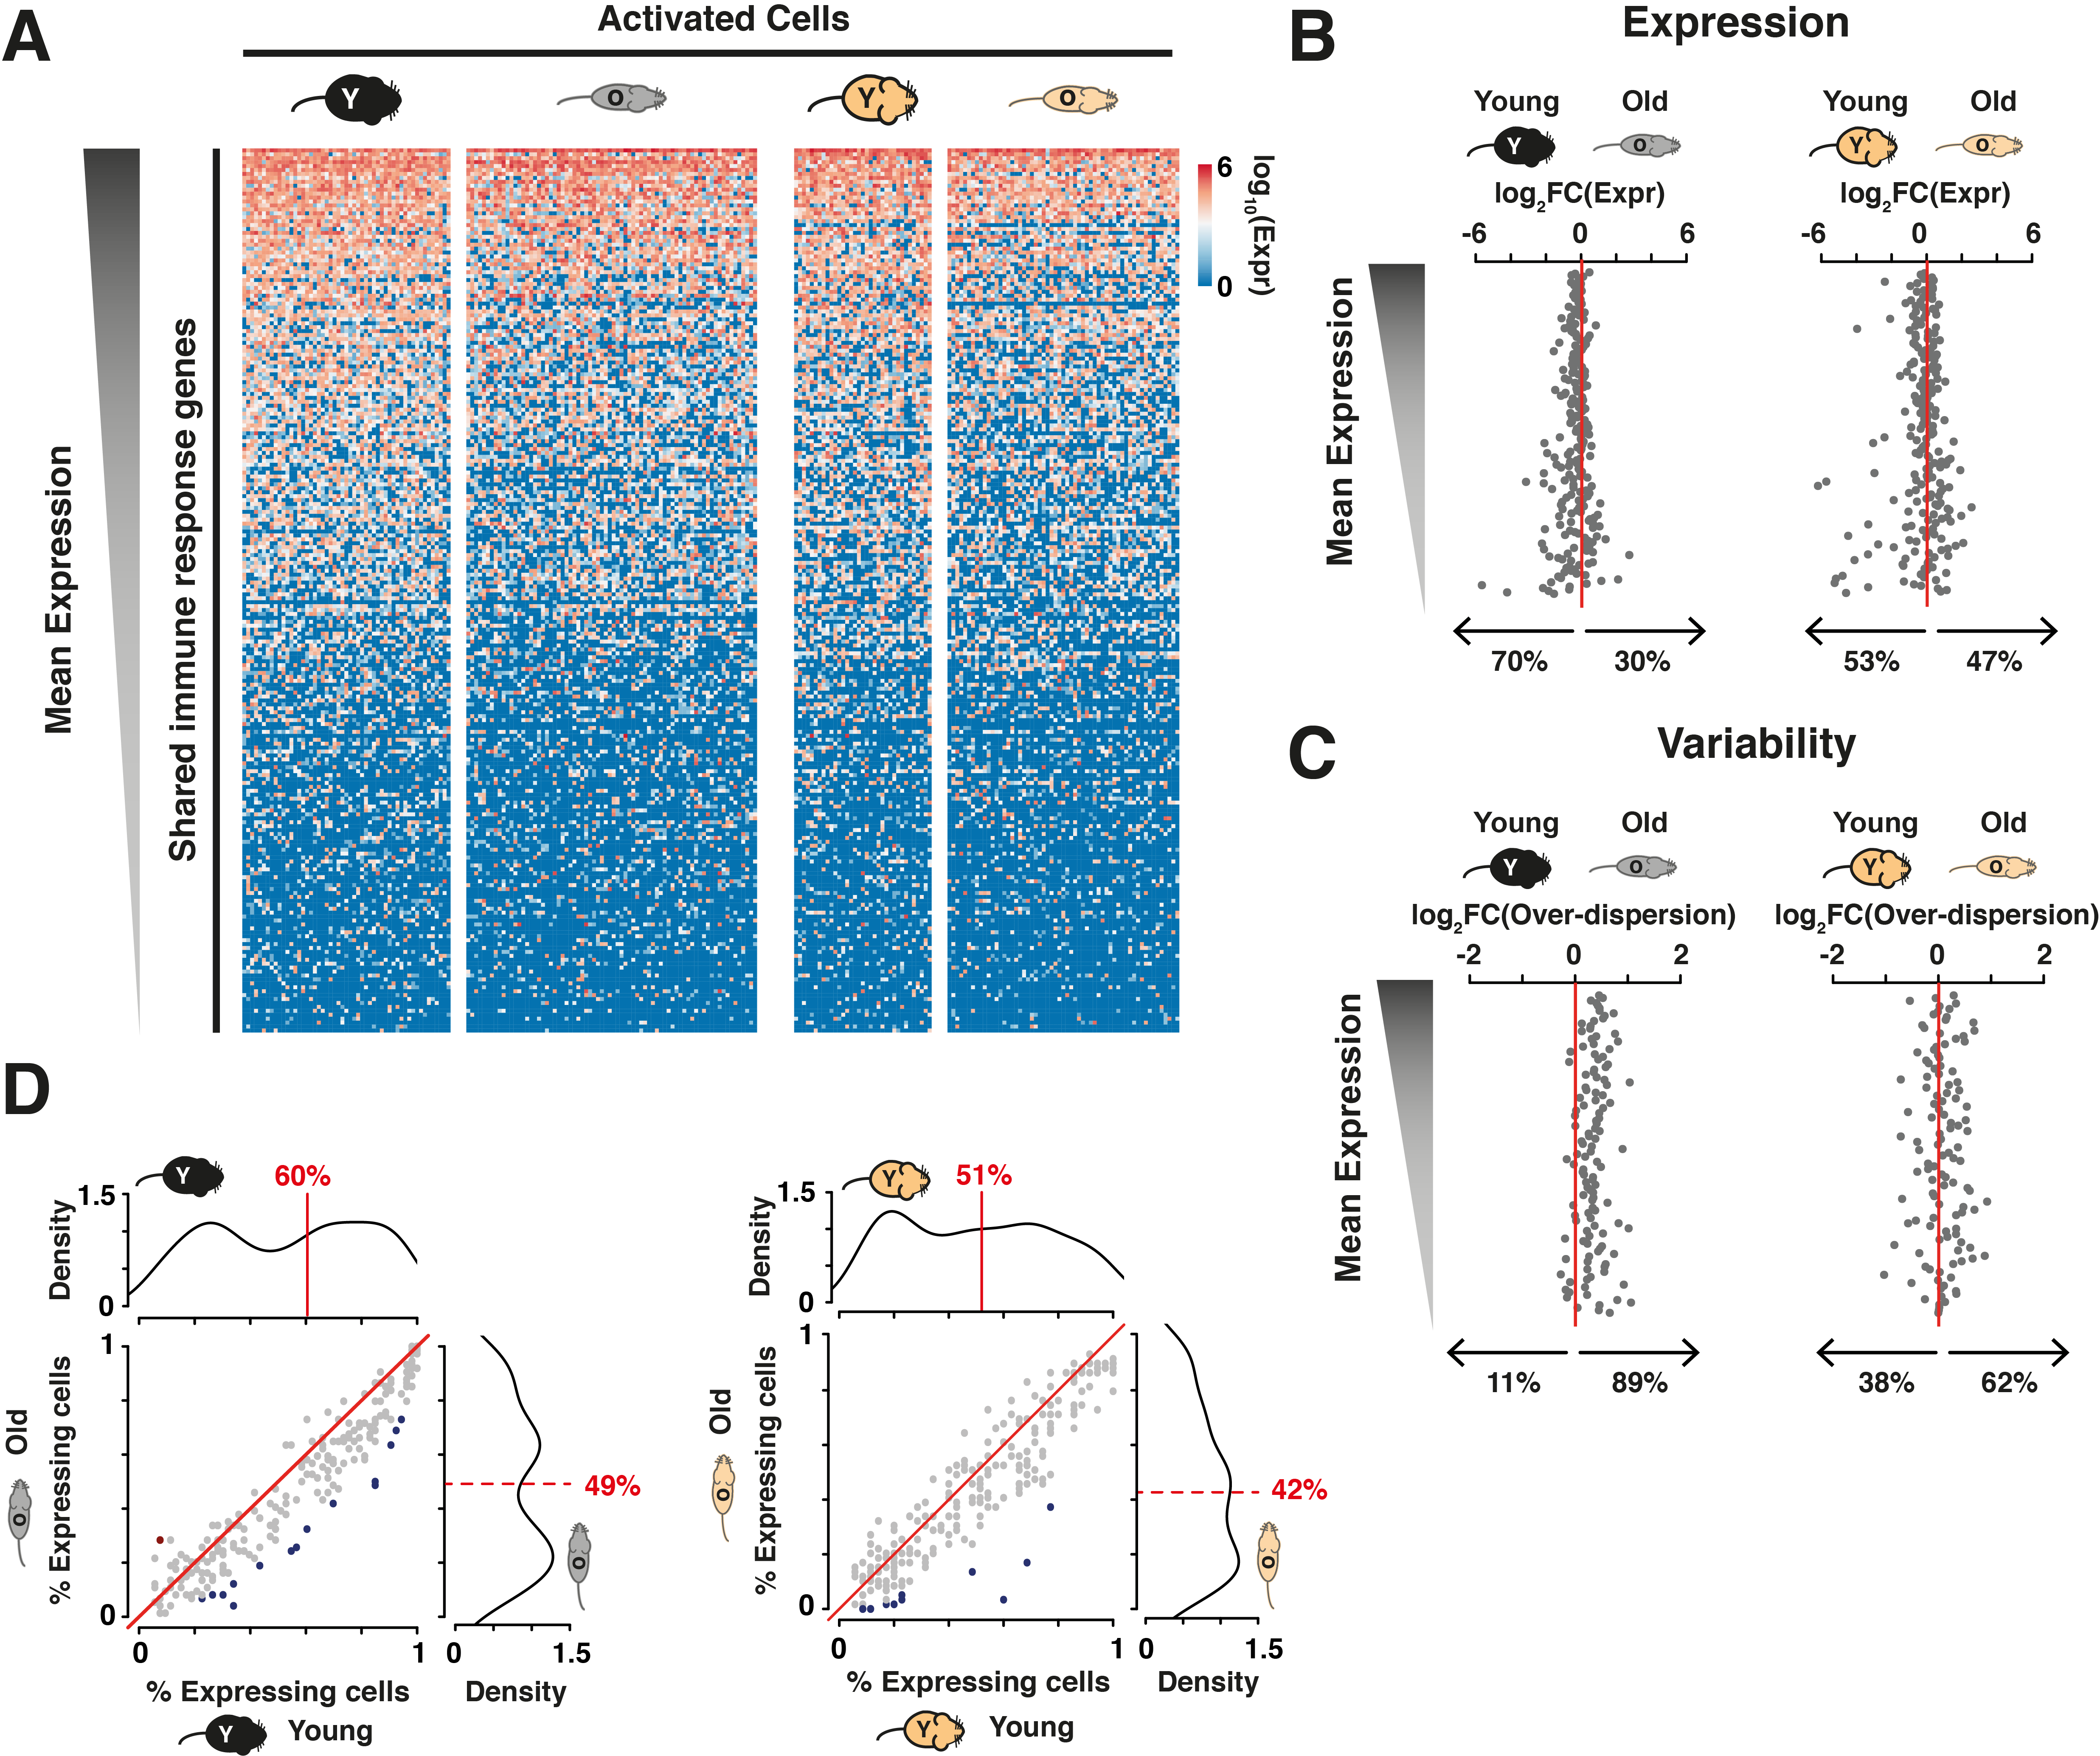 A
Activated Cells
Y
O
Y
O
Mean Expression
Shared immune response genes
6
0
log10(Expr)
B
Expression
Young Old
Y
O
log2FC(Expr)
-6 0 6
Young Old
Y
O
log2FC(Expr)
-6 0 6
Mean Expression
70% 30%
53% 47%
C
Variability
Young Old
Y
O
log2FC(Over-dispersion)
-2 0 2
Young Old
Y
O
log2FC(Over-dispersion)
-2 0 2
Mean Expression
11% 89%
38% 62%
D
Y
60%
1.5
Density
0
Old
O
% Expressing cells
1
0
0 1
% Expressing cells
Y
Young
49%
O
0 1.5
Density
Y
51%
1.5
Density
0
Old
O
% Expressing cells
1
0
0 1
% Expressing cells
Y
Young
42%
O
0 1.5
Density